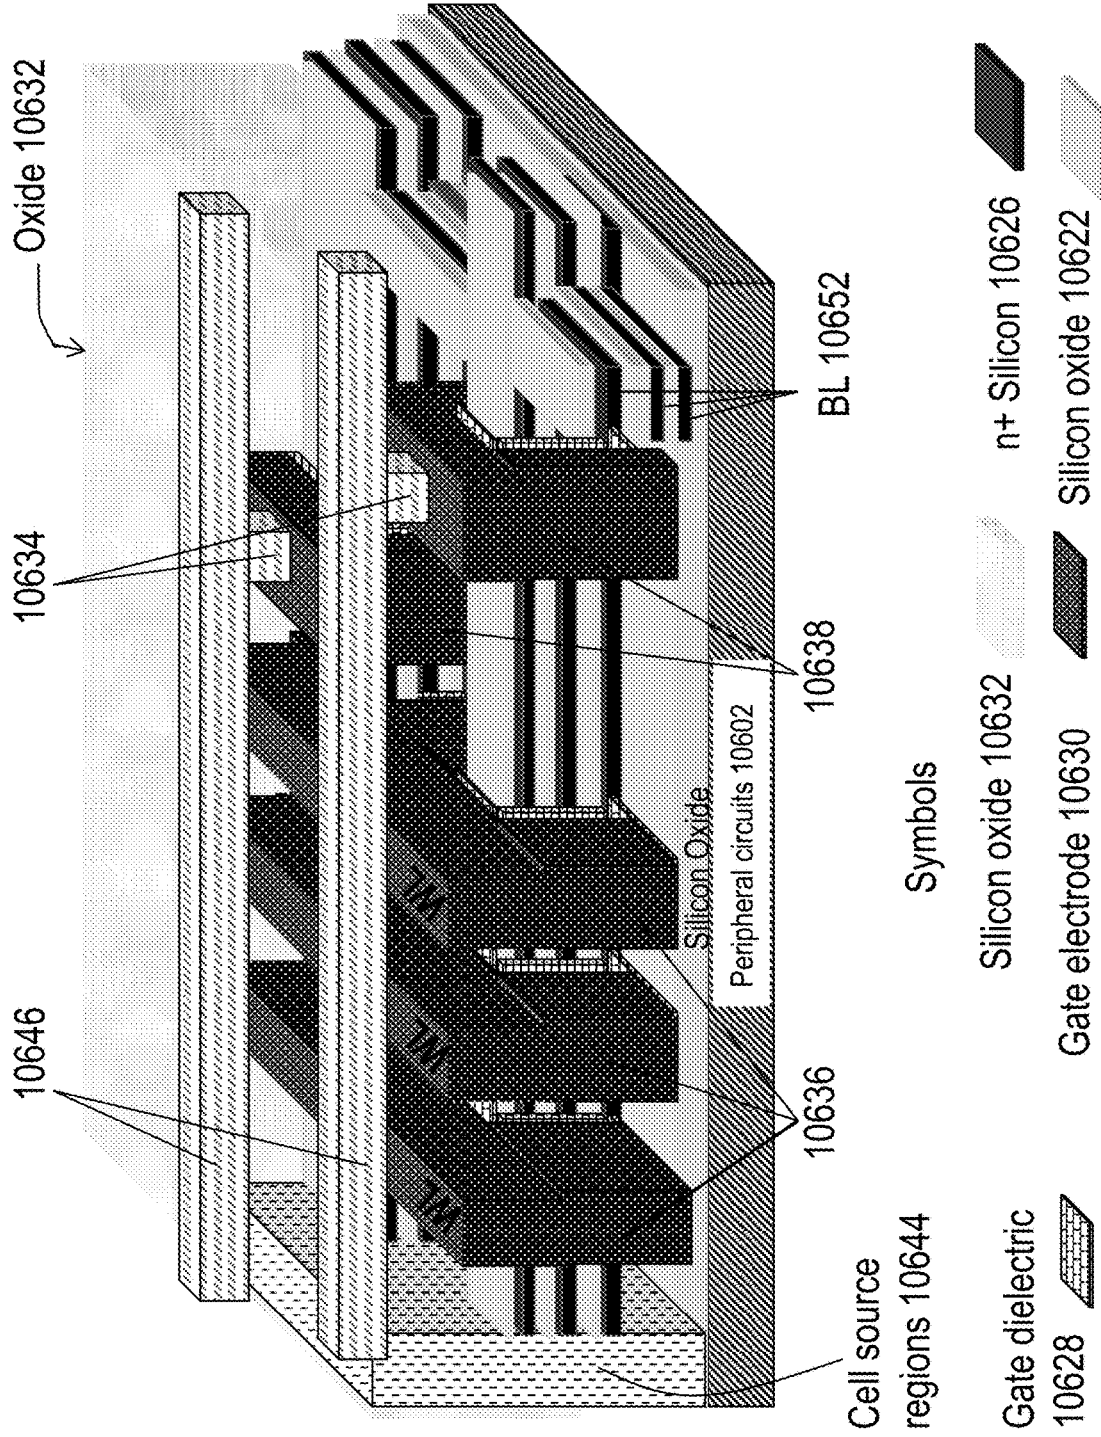 Oxide 10632
10634
10646
WL
WL
WL
Silicon Oxide
Peripheral circuits 10602
BL 10652
10638
10636
Cell source
regions 10644
Symbols
Gate dielectric
10628
Silicon oxide 10632
n+ Silicon 10626
Gate electrode 10630
Silicon oxide 10622